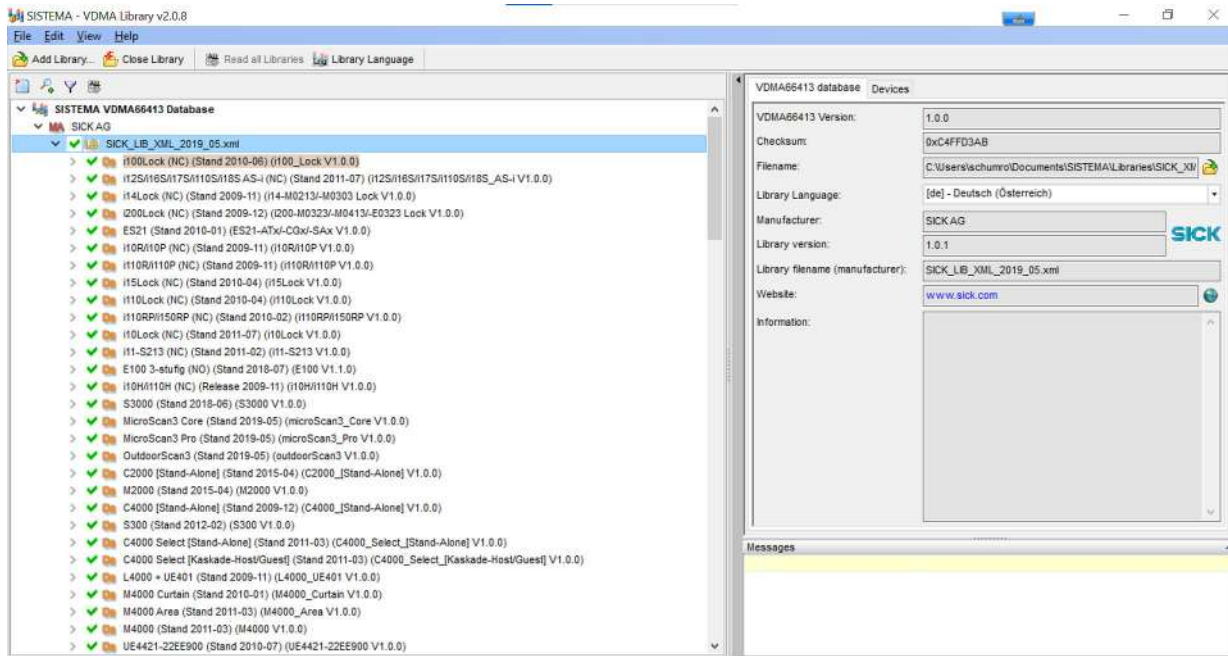 SISTEMA - VDMA Library v2.0.8
File Edit View Help
Add Library... Close Library Read all Libraries Library Language
SISTEMA VDMA66413 Database
SICK AG
SICK_LIB_XML_2019_05.xml
i100Lock (NC) (Stand 2010-06) (i100_Lock V1.0.0)
i12S/i16S/i17S/i110S/i18S AS-i (NC) (Stand 2011-07) (i12S/i16S/i17S/i110S/i18S_AS-i V1.0.0)
i14Lock (NC) (Stand 2009-11) (i14-M0213/-M0303 Lock V1.0.0)
i200Lock (NC) (Stand 2009-12) (i200-M0323/-M0413/-E0323 Lock V1.0.0)
ES21 (Stand 2010-01) (ES21-ATx/-CGx/-SAx V1.0.0)
i10R/i10P (NC) (Stand 2009-11) (i10R/i10P V1.0.0)
i110R/i110P (NC) (Stand 2009-11) (i110R/i110P V1.0.0)
i15Lock (NC) (Stand 2010-04) (i15Lock V1.0.0)
i110Lock (NC) (Stand 2010-04) (i110Lock V1.0.0)
i110RP/i150RP (NC) (Stand 2010-02) (i110RP/i150RP V1.0.0)
i10Lock (NC) (Stand 2011-07) (i10Lock V1.0.0)
i11-S213 (NC) (Stand 2011-02) (i11-S213 V1.0.0)
E100 3-stufig (NO) (Stand 2018-07) (E100 V1.1.0)
i10H/i110H (NC) (Release 2009-11) (i10H/i110H V1.0.0)
S3000 (Stand 2018-06) (S3000 V1.0.0)
MicroScan3 Core (Stand 2019-05) (microScan3_Core V1.0.0)
MicroScan3 Pro (Stand 2019-05) (microScan3_Pro V1.0.0)
OutdoorScan3 (Stand 2019-05) (outdoorScan3 V1.0.0)
C2000 [Stand-Alone] (Stand 2015-04) (C2000_[Stand-Alone] V1.0.0)
M2000 (Stand 2015-04) (M2000 V1.0.0)
C4000 [Stand-Alone] (Stand 2009-12) (C4000_[Stand-Alone] V1.0.0)
S300 (Stand 2012-02) (S300 V1.0.0)
C4000 Select [Stand-Alone] (Stand 2011-03) (C4000_Select_[Stand-Alone] V1.0.0)
C4000 Select [Kaskade-Host/Guest] (Stand 2011-03) (C4000_Select_[Kaskade-Host/Guest] V1.0.0)
L4000 + UE401 (Stand 2009-11) (L4000_UE401 V1.0.0)
M4000 Curtain (Stand 2010-01) (M4000_Curtain V1.0.0)
M4000 Area (Stand 2011-03) (M4000_Area V1.0.0)
M4000 (Stand 2011-03) (M4000 V1.0.0)
UE4421-22EE900 (Stand 2010-07) (UE4421-22EE900 V1.0.0)
VDMA66413 database Devices
VDMA66413 Version: 1.0.0
Checksum: 0xC4FFD3AB
Filename: C:\Users\schumro\Documents\SISTEMA\Libraries\SICK_XM
Library Language: [de] - Deutsch (Österreich)
Manufacturer: SICK AG
SICK
Library version: 1.0.1
Library filename (manufacturer): SICK_LIB_XML_2019_05.xml
Website: www.sick.com
Information:
Messages